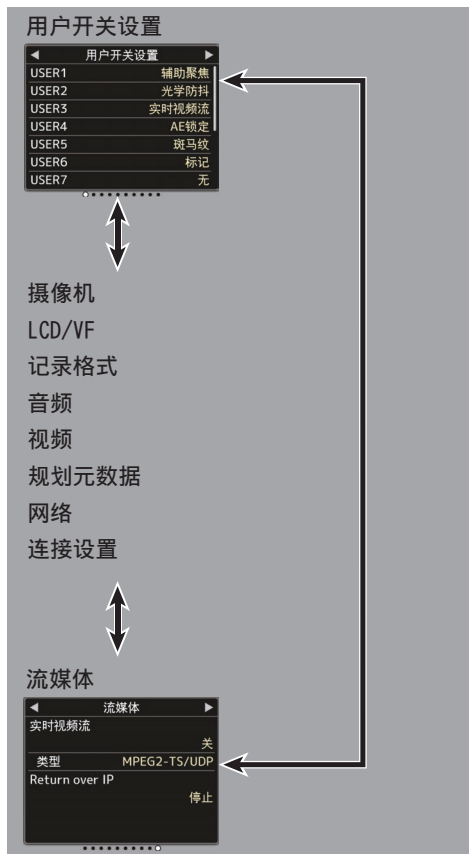 用户开关设置
◀ 用户开关设置 ▶
USER1 辅助聚焦
USER2 光学防抖
USER3 实时视频流
USER4 AE锁定
USER5 斑马纹
USER6 标记
USER7 无
摄像机
LCD/VF
记录格式
音频
视频
规划元数据
网络
连接设置
流媒体
◀ 流媒体 ▶
实时视频流
关
类型 MPEG2-TS/UDP
Return over IP
停止